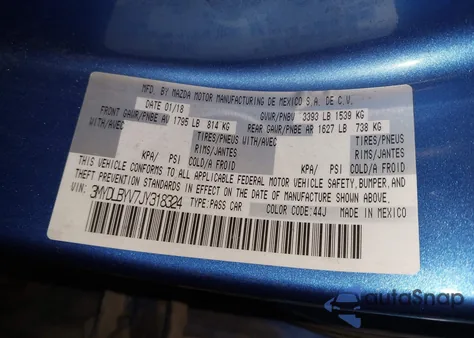 MFD. BY MAZDA MOTOR MANUFACTURING DE MEXICO S.A. DE C.V.
DATE 01/18 GVWR/PNBV 3393 LB 1539 KG
FRONT GAWR/PNBE AV 1795 LB 814 KG REAR GAWR/PNBE AR 1627 LB 738 KG
WITH/AVEC TIRES/PNEUS WITH/AVEC TIRES/PNEUS
RIMS/JANTES RIMS/JANTES
KPA/ PSI COLD/A FROID KPA/ PSI COLD/A FROID
THIS VEHICLE CONFORMS TO ALL APPLICABLE FEDERAL MOTOR VEHICLE SAFETY, BUMPER, AND
THEFT PREVENTION STANDARDS IN EFFECT ON THE DATE OF MANUFACTURE SHOWN ABOVE.
VIN: 3MYDLBYV7JY318324 TYPE: PASS CAR COLOR CODE: 44J MADE IN MEXICO
autoSnap